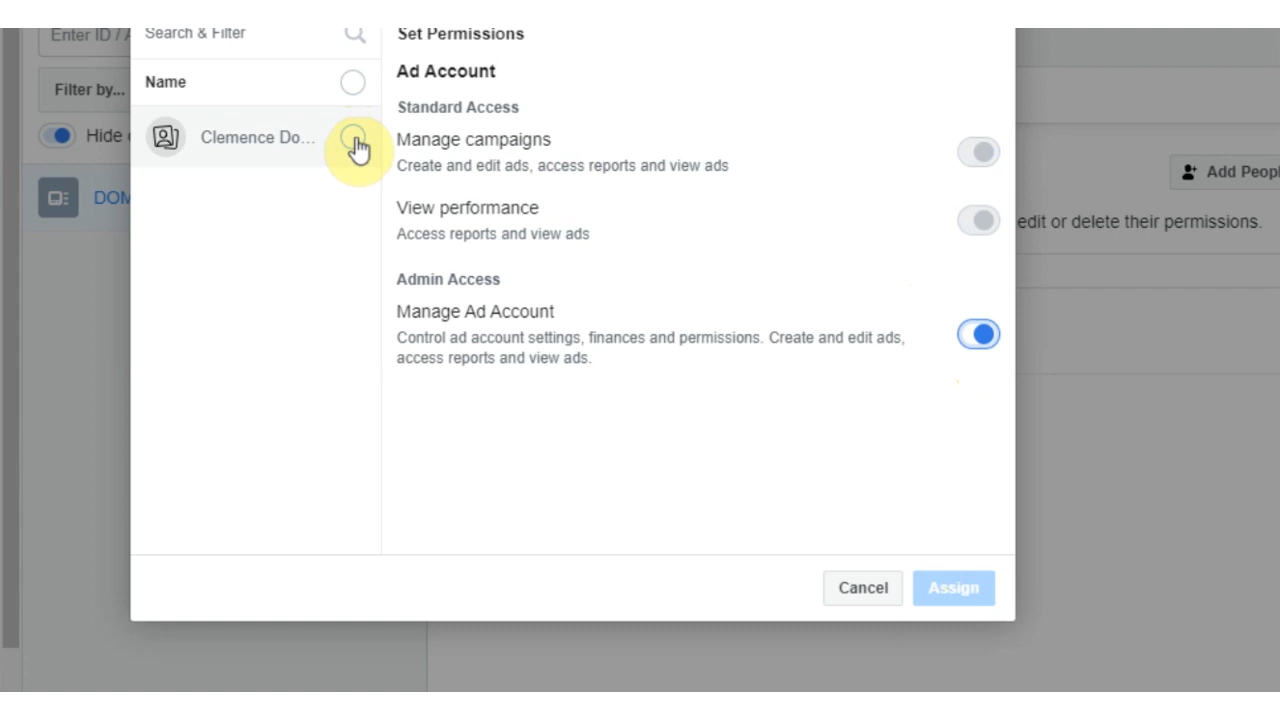 Enter ID / A
Search & Filter
Set Permissions
Filter by...
Name
Ad Account
Standard Access
Hide
Clemence Do...
Manage campaigns
Create and edit ads, access reports and view ads
Add Peopl
DOM
View performance
Access reports and view ads
edit or delete their permissions.
Admin Access
Manage Ad Account
Control ad account settings, finances and permissions. Create and edit ads,
access reports and view ads.
Cancel
Assign